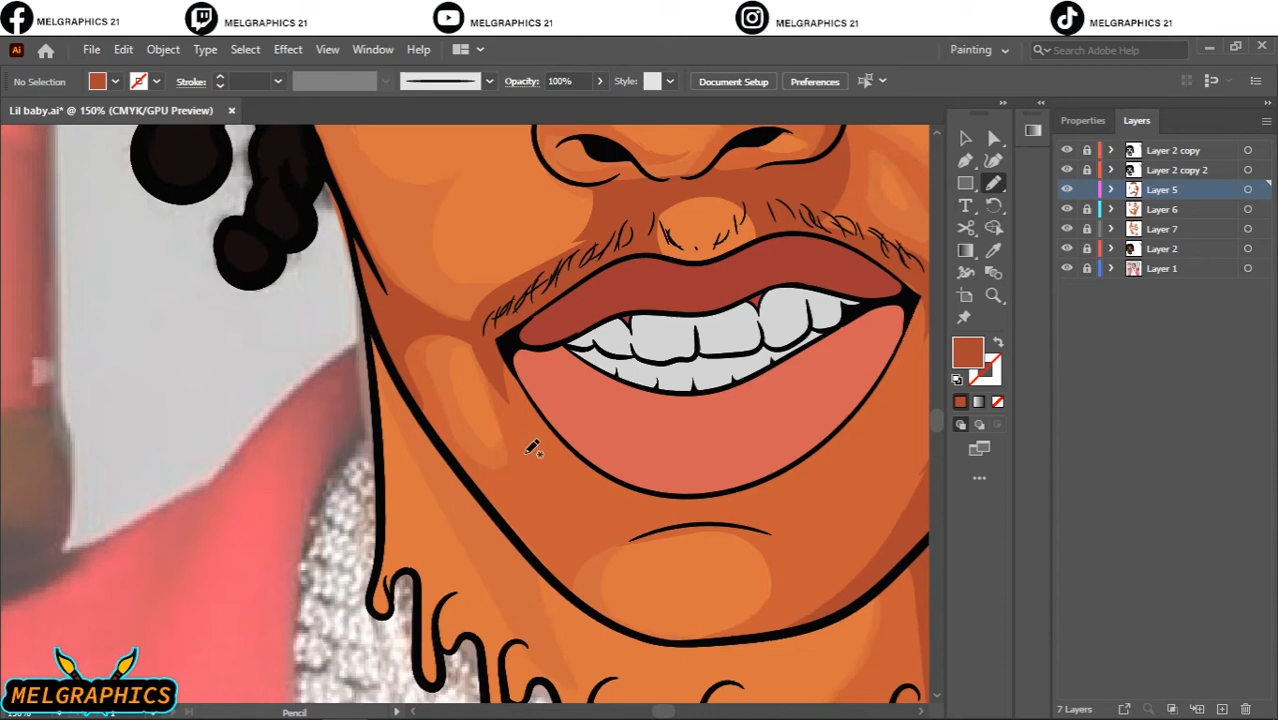 MELGRAPHICS 21 MELGRAPHICS 21 MELGRAPHICS 21 MELGRAPHICS 21 MELGRAPHICS 21
Ai File Edit Object Type Select Effect View Window Help Painting Search Adobe Help
No Selection Stroke: Opacity: 100% Style: Document Setup Preferences
Lil baby.ai* @ 150% (CMYK/GPU Preview) Properties Layers
Layer 2 copy
Layer 2 copy 2
Layer 5
Layer 6
Layer 7
Layer 2
Layer 1
MELGRAPHICS
Pencil 7 Layers